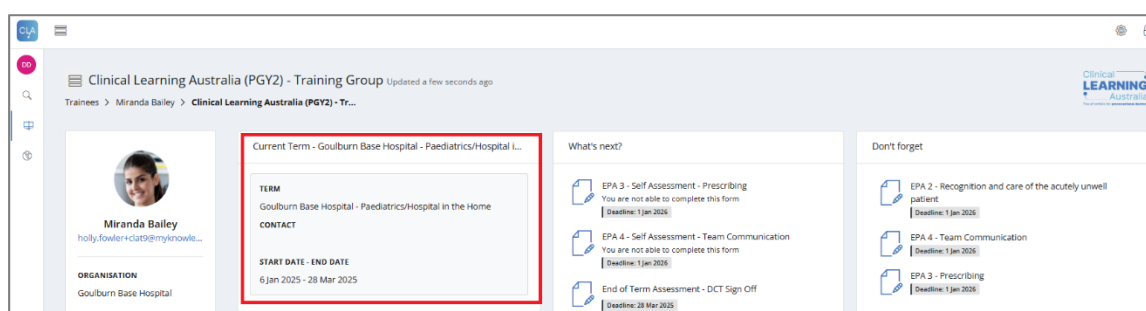 CLA
Clinical Learning Australia (PGY2) - Training Group Updated a few seconds ago
Clinical
LEARNING
Australia
DD
Trainees > Miranda Bailey > Clinical Learning Australia (PGY2) - Tr...
Miranda Bailey
holly.fowler+clat9@myknowle...
ORGANISATION
Goulburn Base Hospital
Current Term - Goulburn Base Hospital - Paediatrics/Hospital i...
TERM
Goulburn Base Hospital - Paediatrics/Hospital in the Home
CONTACT
START DATE - END DATE
6 Jan 2025 - 28 Mar 2025
What's next?
EPA 3 - Self Assessment - Prescribing
You are not able to complete this form
Deadline: 1 Jan 2026
EPA 4 - Self Assessment - Team Communication
You are not able to complete this form
Deadline: 1 Jan 2026
End of Term Assessment - DCT Sign Off
Deadline: 28 Mar 2025
Don't forget
EPA 2 - Recognition and care of the acutely unwell
patient
Deadline: 1 Jan 2026
EPA 4 - Team Communication
Deadline: 1 Jan 2026
EPA 3 - Prescribing
Deadline: 1 Jan 2026